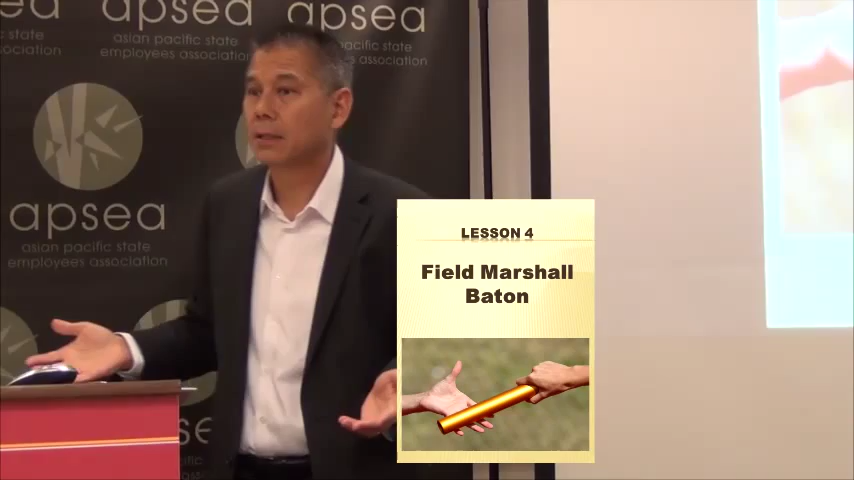 apsea
asian pacific state
employees association
apsea
pacific state
employees association
apsea
asian pacific state
employees association
LESSON 4
Field Marshall
Baton